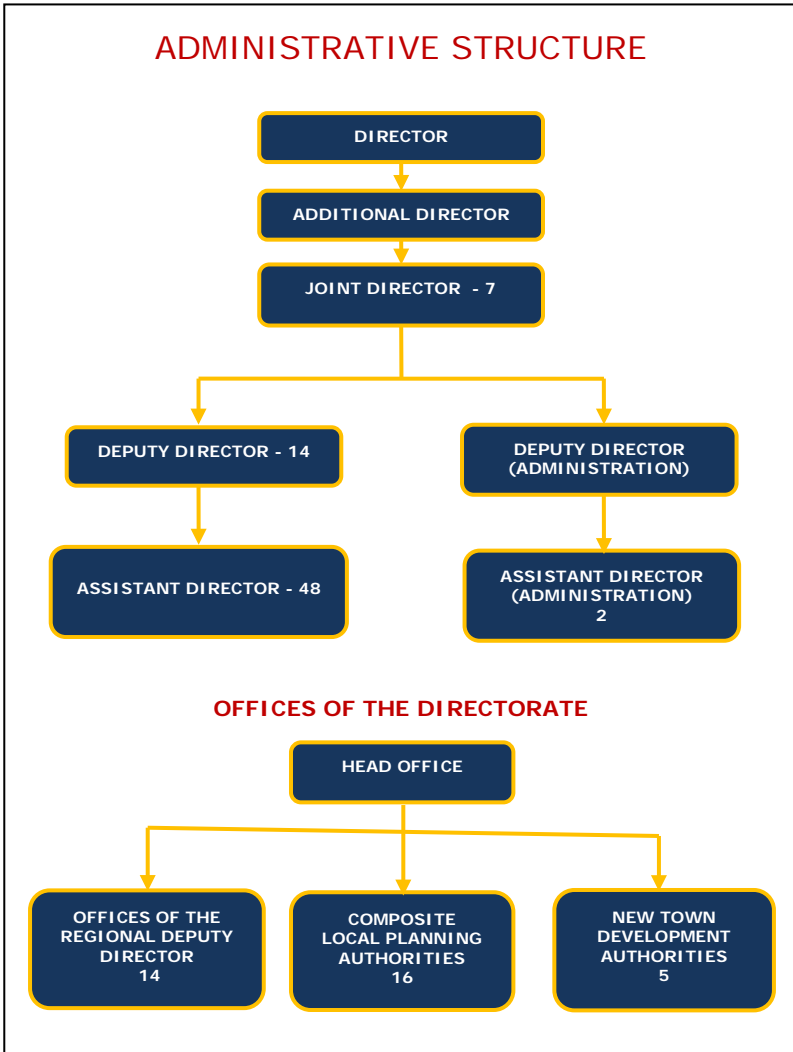 ADMINISTRATIVE STRUCTURE
DIRECTOR
ADDITIONAL DIRECTOR
JOINT DIRECTOR - 7
DEPUTY DIRECTOR - 14
DEPUTY DIRECTOR
(ADMINISTRATION)
ASSISTANT DIRECTOR - 48
ASSISTANT DIRECTOR
(ADMINISTRATION)
2
OFFICES OF THE DIRECTORATE
HEAD OFFICE
OFFICES OF THE
REGIONAL DEPUTY
DIRECTOR
14
COMPOSITE
LOCAL PLANNING
AUTHORITIES
16
NEW TOWN
DEVELOPMENT
AUTHORITIES
5